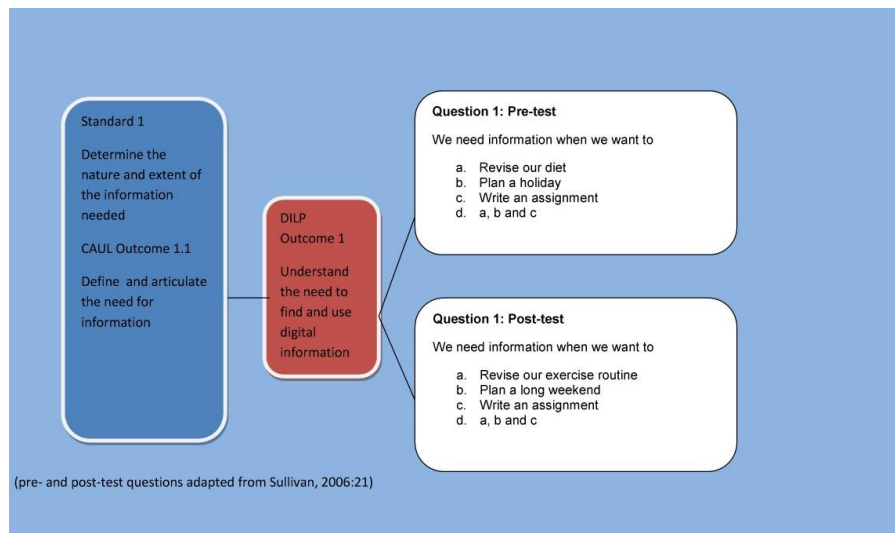 Standard 1
Determine the
nature and extent of
the information
needed
CAUL Outcome 1.1
Define and articulate
the need for
information
DILP
Outcome 1
Understand
the need to
find and use
digital
information
Question 1: Pre-test
We need information when we want to
a. Revise our diet
b. Plan a holiday
c. Write an assignment
d. a, b and c
Question 1: Post-test
We need information when we want to
a. Revise our exercise routine
b. Plan a long weekend
c. Write an assignment
d. a, b and c
(pre- and post-test questions adapted from Sullivan, 2006:21)